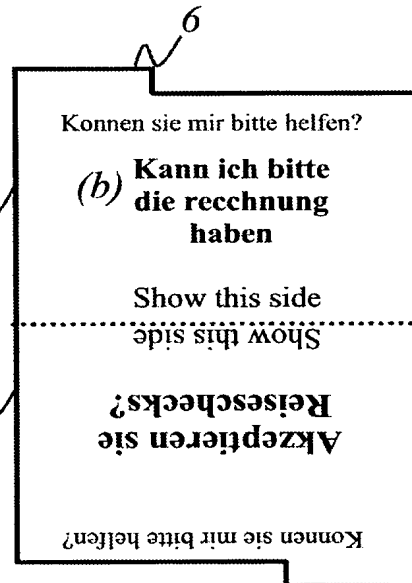 6
Konnen sie mir bitte helfen?
(b) Kann ich bitte
die recchnung
haben
Show this side
Show this side
Akzeptieren sie
Reiseschecks?
Konnen sie mir bitte helfen?